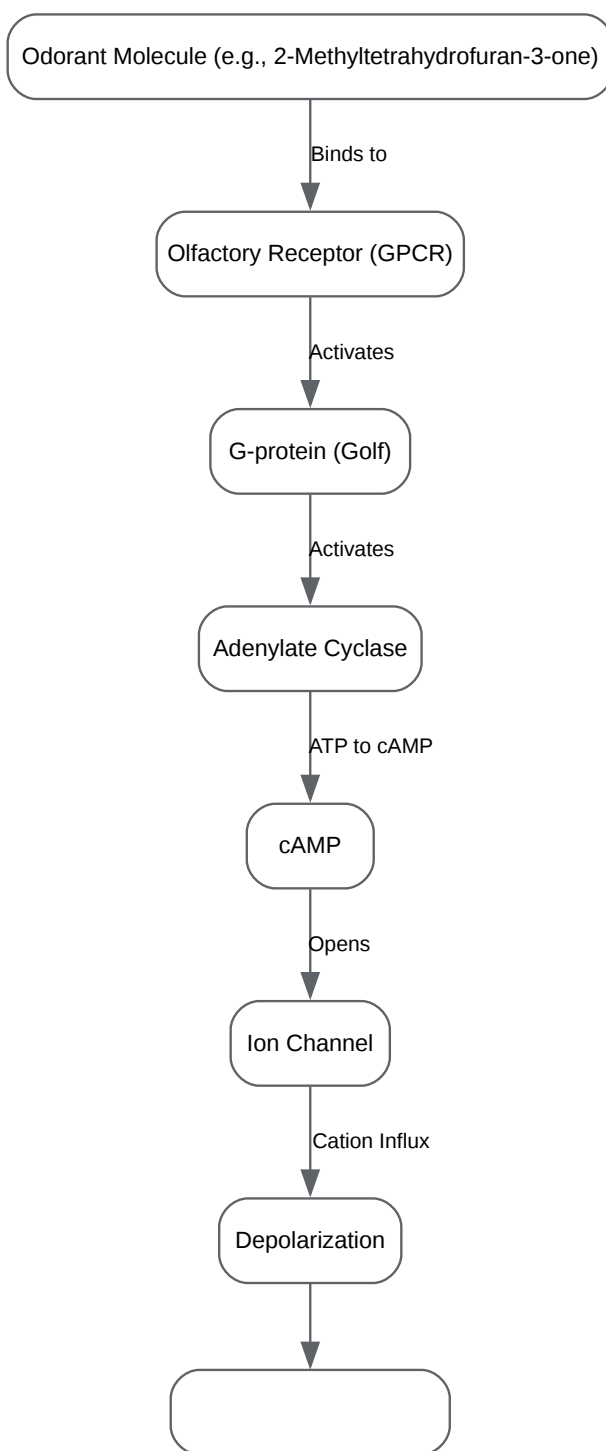 Odorant Molecule (e.g., 2-Methyltetrahydrofuran-3-one)
Binds to
Olfactory Receptor (GPCR)
Activates
G-protein (Golf)
Activates
Adenylate Cyclase
ATP to cAMP
cAMP
Opens
Ion Channel
Cation Influx
Depolarization